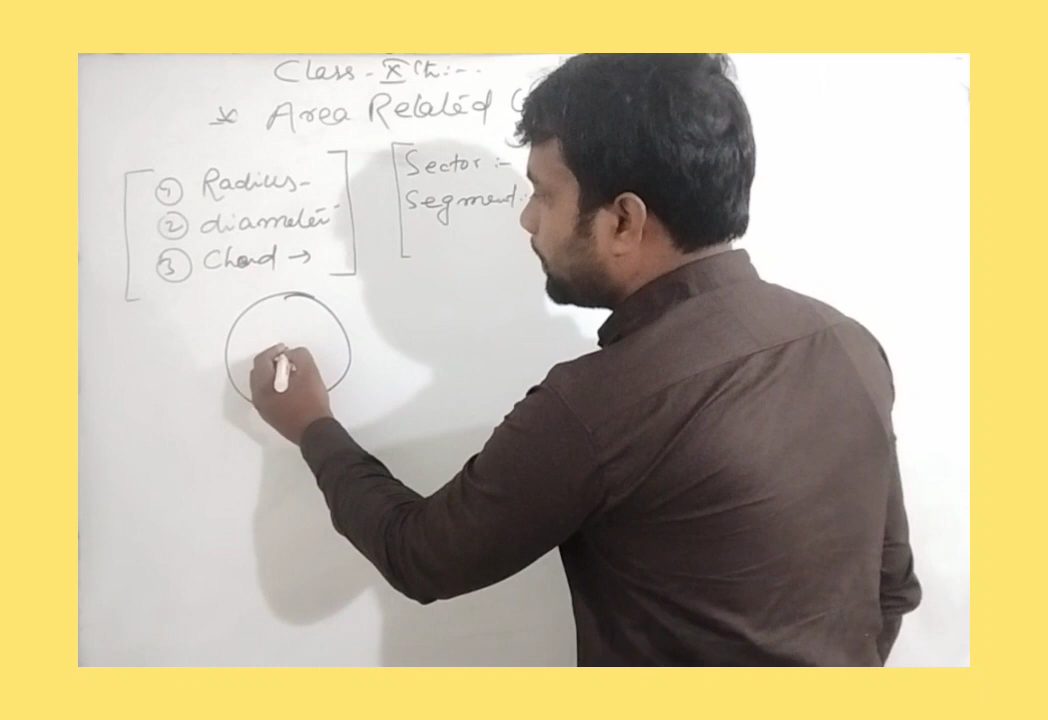 Class - X th :-
* Area Related
① Radius -
② diameter -
③ Chord →
Sector :-
Segment :-